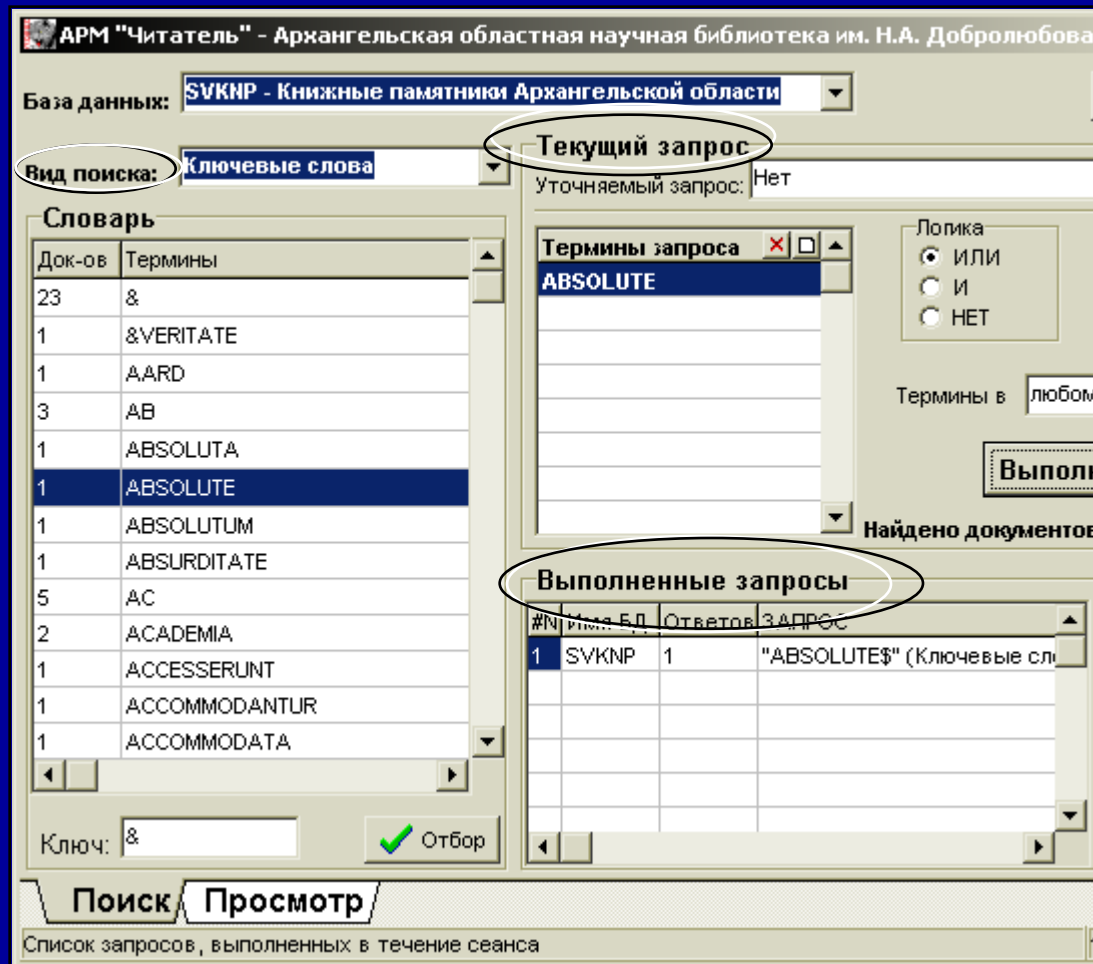 АРМ "Читатель" - Архангельская областная научная библиотека им. Н.А. Добролюбова
База данных: SVKNP - Книжные памятники Архангельской области
Вид поиска: Ключевые слова
Словарь
Док-ов Термины
23 &
1 &VERITATE
1 AARD
3 AB
1 ABSOLUTA
1 ABSOLUTE
1 ABSOLUTUM
1 ABSURDITATE
5 AC
2 ACADEMIA
1 ACCESSERUNT
1 ACCOMMODANTUR
1 ACCOMMODATA
Ключ: & Отбор
Текущий запрос
Уточняемый запрос: Нет
Термины запроса
ABSOLUTE
Логика
ИЛИ
И
НЕТ
Термины в любом
Выполн
Найдено документов
Выполненные запросы
#N Имя БД Ответов ЗАПРОС
1 SVKNP 1 "ABSOLUTE$" (Ключевые сл
Поиск Просмотр
Список запросов, выполненных в течение сеанса